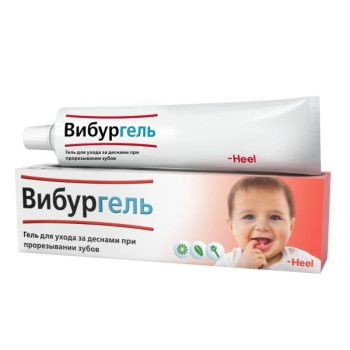 Вибургель
Гель для ухода за деснами при
прорезывании зубов
-Heel
Вибургель
Гель для ухода за деснами при
прорезывании зубов
-Heel